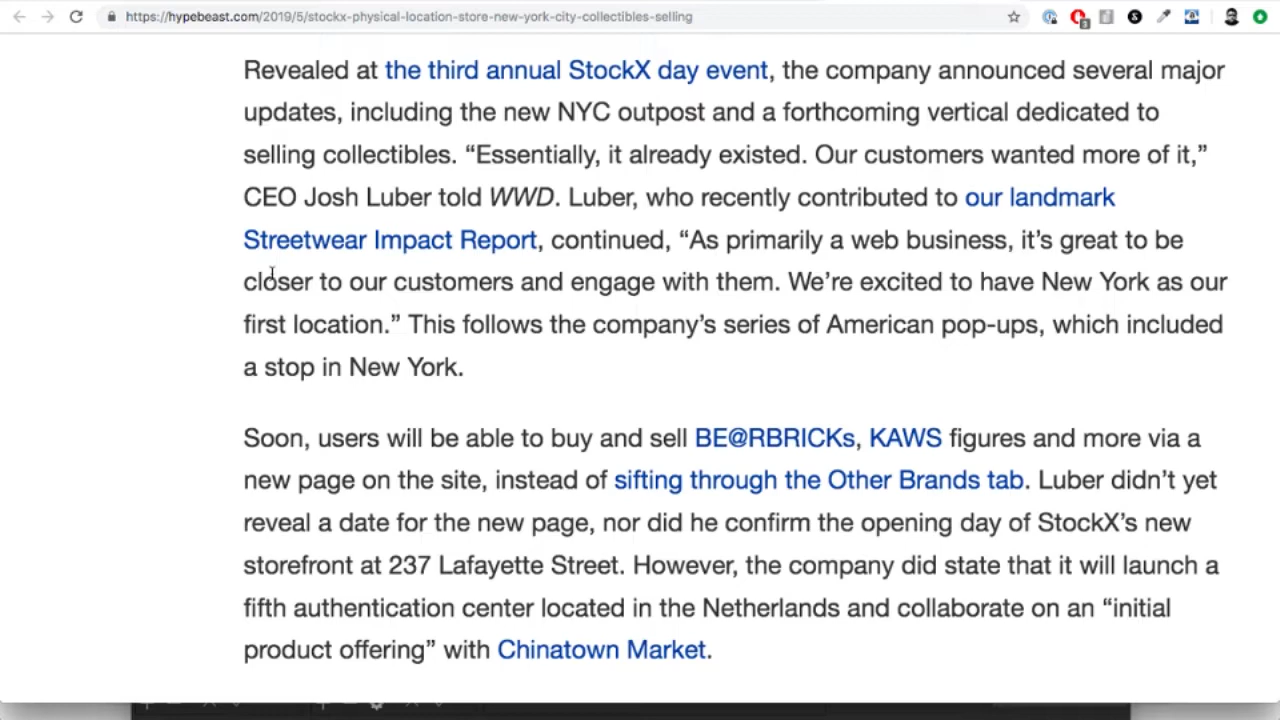 https://hypebeast.com/2019/5/stockx-physical-location-store-new-york-city-collectibles-selling
Revealed at the third annual StockX day event, the company announced several major
updates, including the new NYC outpost and a forthcoming vertical dedicated to
selling collectibles. “Essentially, it already existed. Our customers wanted more of it,”
CEO Josh Luber told WWD. Luber, who recently contributed to our landmark
Streetwear Impact Report, continued, “As primarily a web business, it’s great to be
closer to our customers and engage with them. We’re excited to have New York as our
first location.” This follows the company’s series of American pop-ups, which included
a stop in New York.
Soon, users will be able to buy and sell BE@RBRICKs, KAWS figures and more via a
new page on the site, instead of sifting through the Other Brands tab. Luber didn’t yet
reveal a date for the new page, nor did he confirm the opening day of StockX’s new
storefront at 237 Lafayette Street. However, the company did state that it will launch a
fifth authentication center located in the Netherlands and collaborate on an “initial
product offering” with Chinatown Market.